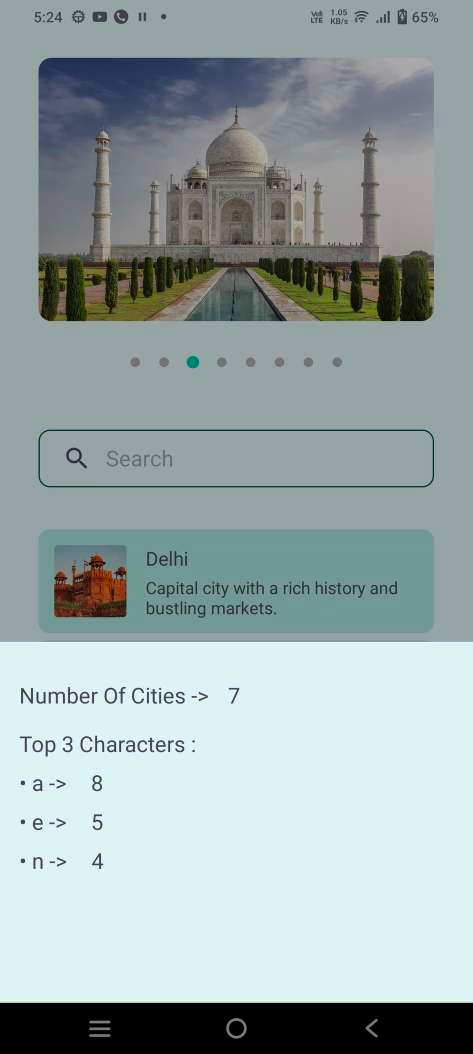 5:24 Vo) LTE 1.05 KB/s 65%
Search
Delhi
Capital city with a rich history and
bustling markets.
Number Of Cities -> 7
Top 3 Characters :
• a -> 8
• e -> 5
• n -> 4